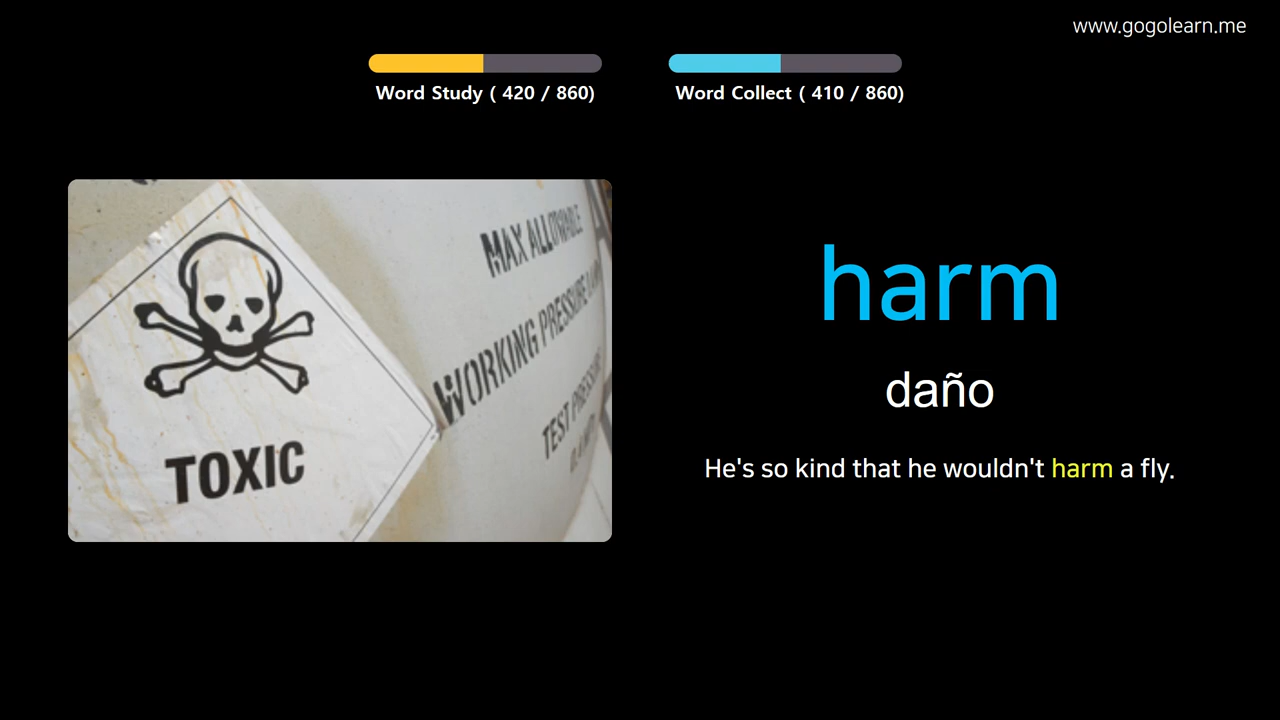 www.gogolearn.me
Word Study ( 420 / 860)
Word Collect ( 410 / 860)
MAX ALLOWABLE
WORKING PRESSURE
TEST PRESSURE
TOXIC
harm
daño
He's so kind that he wouldn't harm a fly.